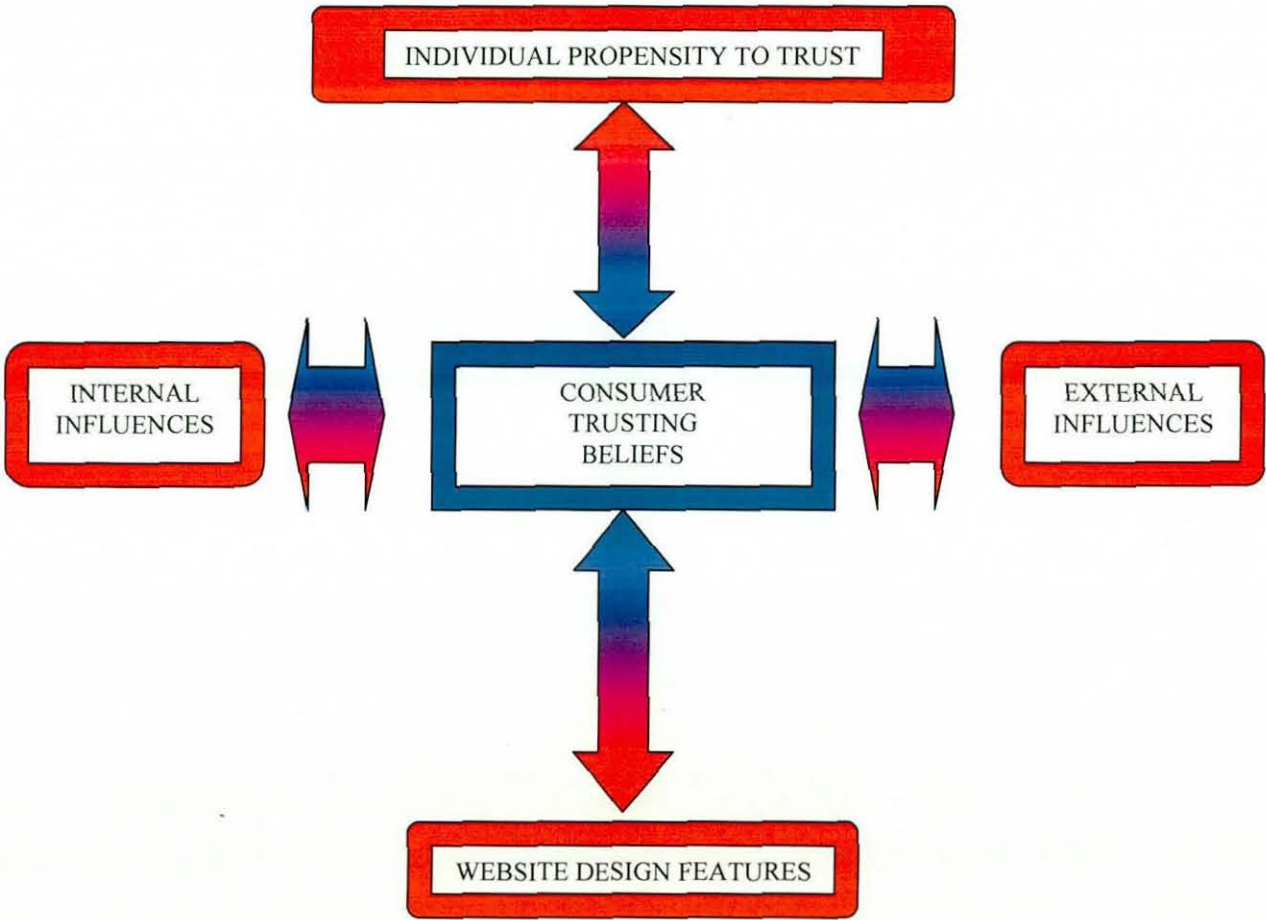 INDIVIDUAL PROPENSITY TO TRUST
INTERNAL
INFLUENCES
CONSUMER
TRUSTING
BELIEFS
EXTERNAL
INFLUENCES
WEBSITE DESIGN FEATURES